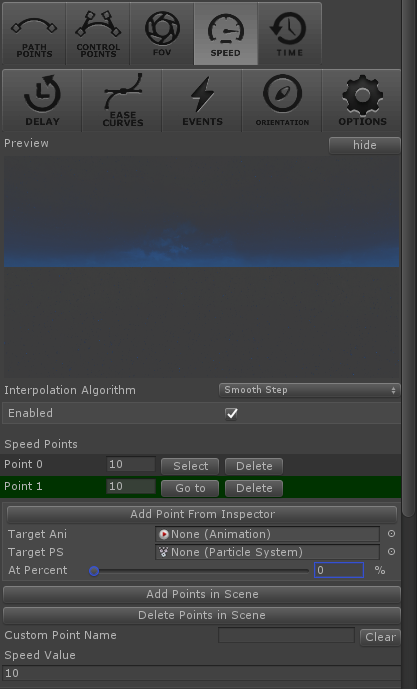 PATH POINTS CONTROL POINTS FOV SPEED TIME
DELAY EASE CURVES EVENTS ORIENTATION OPTIONS
Preview hide
Interpolation Algorithm Smooth Step
Enabled
Speed Points
Point 0 10 Select Delete
Point 1 10 Go to Delete
Add Point From Inspector
Target Ani None (Animation)
Target PS None (Particle System)
At Percent 0 %
Add Points in Scene
Delete Points in Scene
Custom Point Name Clear
Speed Value
10